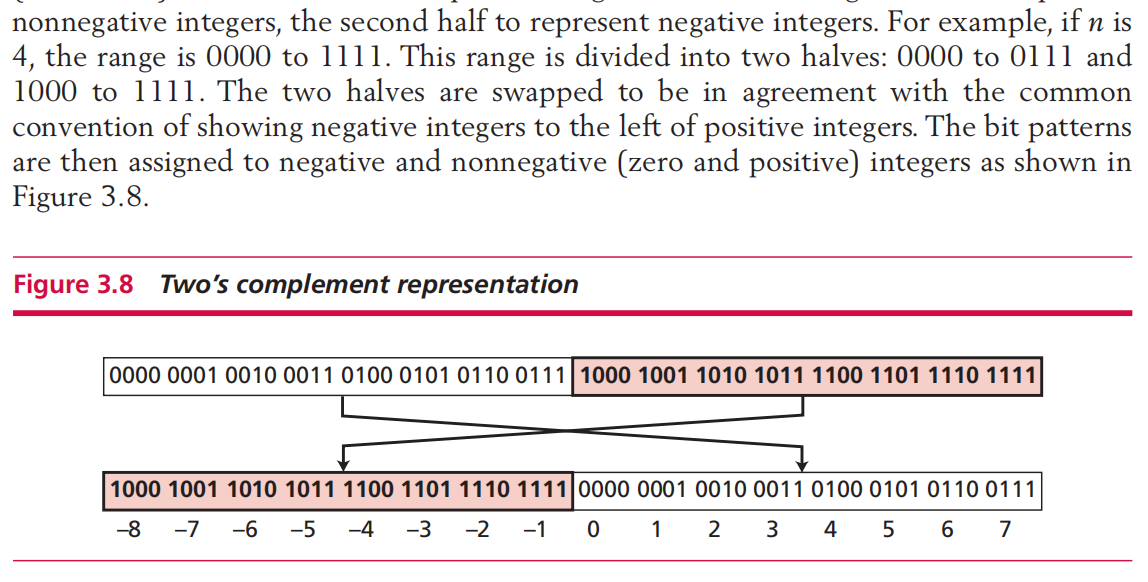 nonnegative integers, the second half to represent negative integers. For example, if n is
4, the range is 0000 to 1111. This range is divided into two halves: 0000 to 0111 and
1000 to 1111. The two halves are swapped to be in agreement with the common
convention of showing negative integers to the left of positive integers. The bit patterns
are then assigned to negative and nonnegative (zero and positive) integers as shown in
Figure 3.8.
Figure 3.8 Two's complement representation
0000 0001 0010 0011 0100 0101 0110 0111 1000 1001 1010 1011 1100 1101 1110 1111
1000 1001 1010 1011 1100 1101 1110 1111 0000 0001 0010 0011 0100 0101 0110 0111
–8 –7 –6 –5 –4 –3 –2 –1 0 1 2 3 4 5 6 7